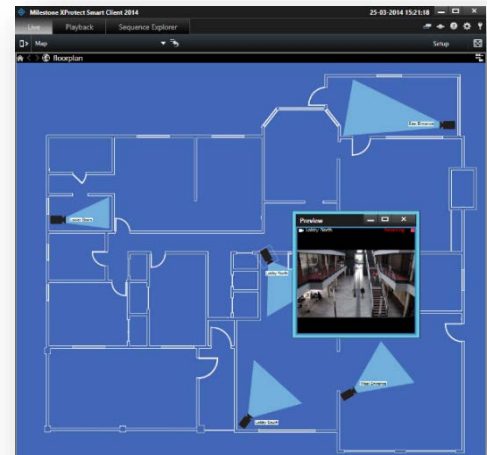 Milestone XProtect Smart Client 2014
25-03-2014 15:21:18
Live
Playback
Sequence Explorer
Map
Setup
floorplan
Preview
Lobby North
Lobby North
Lobby South